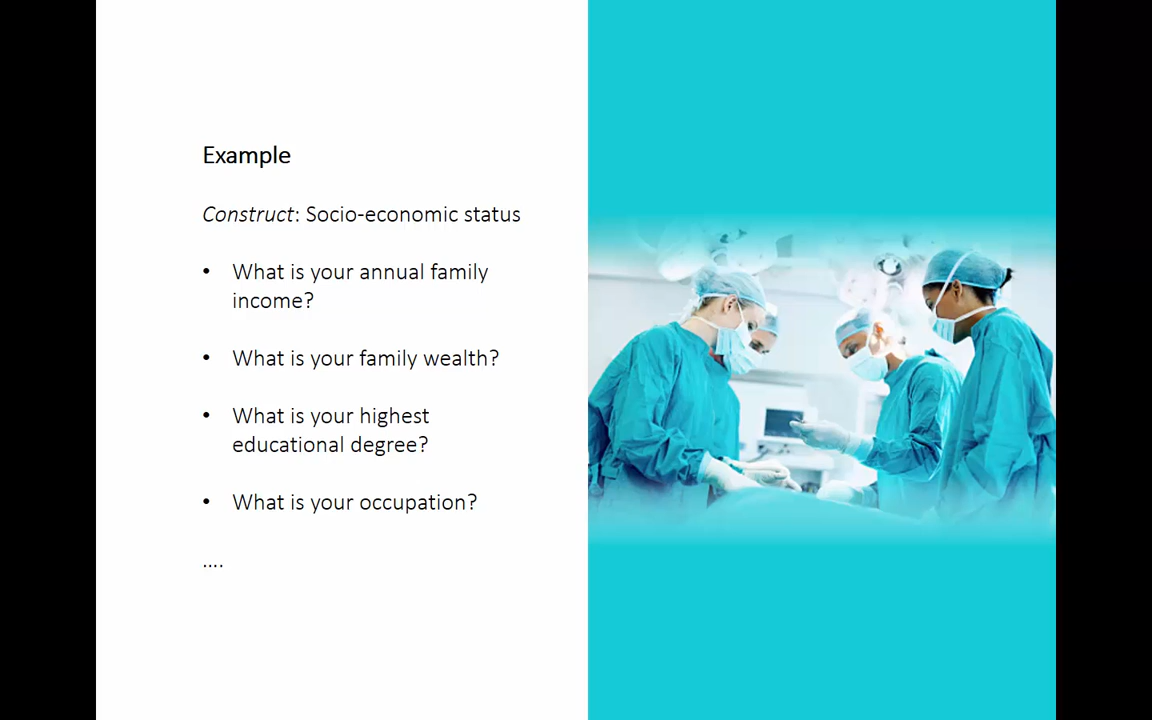 Example
Construct: Socio-economic status
• What is your annual family
income?
• What is your family wealth?
• What is your highest
educational degree?
• What is your occupation?
....